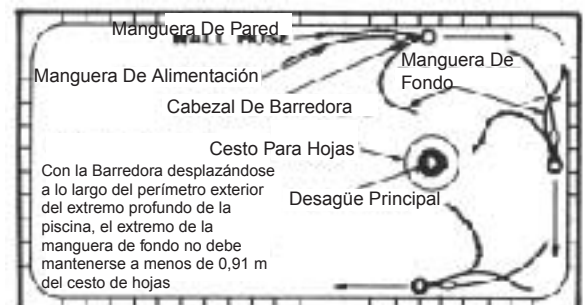 Manguera De Pared
WALL HOSE
Manguera De Alimentación
Manguera De
Fondo
Cabezal De Barredora
Cesto Para Hojas
Desagüe Principal
Con la Barredora desplazándose
a lo largo del perímetro exterior
del extremo profundo de la
piscina, el extremo de la
manguera de fondo no debe
mantenerse a menos de 0,91 m
del cesto de hojas